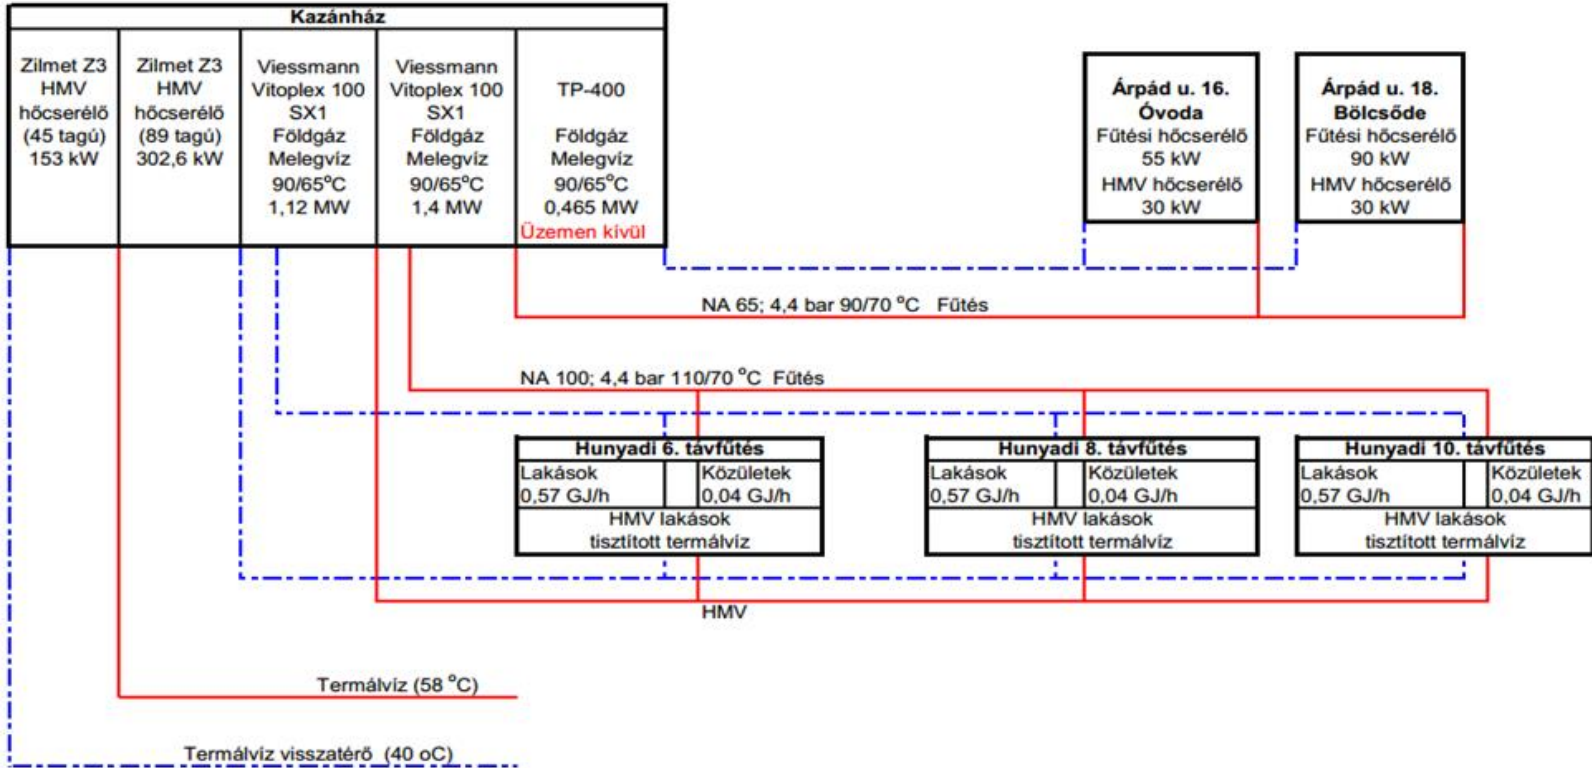 Kazánház
Zilmet Z3
HMV
hőcserélő
(45 tagú)
153 kW
Zilmet Z3
HMV
hőcserélő
(89 tagú)
302,6 kW
Viessmann
Vitoplex 100
SX1
Földgáz
Melegvíz
90/65°C
1,12 MW
Viessmann
Vitoplex 100
SX1
Földgáz
Melegvíz
90/65°C
1,4 MW
TP-400
Földgáz
Melegvíz
90/65°C
0,465 MW
Üzemen kívül
Árpád u. 16.
Óvoda
Fűtési hőcserélő
55 kW
HMV hőcserélő
30 kW
Árpád u. 18.
Bölcsőde
Fűtési hőcserélő
90 kW
HMV hőcserélő
30 kW
NA 65; 4,4 bar 90/70 °C Fűtés
NA 100; 4,4 bar 110/70 °C Fűtés
Hunyadi 6. távfűtés
Lakások
0,57 GJ/h
Közületek
0,04 GJ/h
HMV lakások
tisztított termálvíz
Hunyadi 8. távfűtés
Lakások
0,57 GJ/h
Közületek
0,04 GJ/h
HMV lakások
tisztított termálvíz
Hunyadi 10. távfűtés
Lakások
0,57 GJ/h
Közületek
0,04 GJ/h
HMV lakások
tisztított termálvíz
HMV
Termálvíz (58 °C)
Termálvíz visszatérő (40 oC)